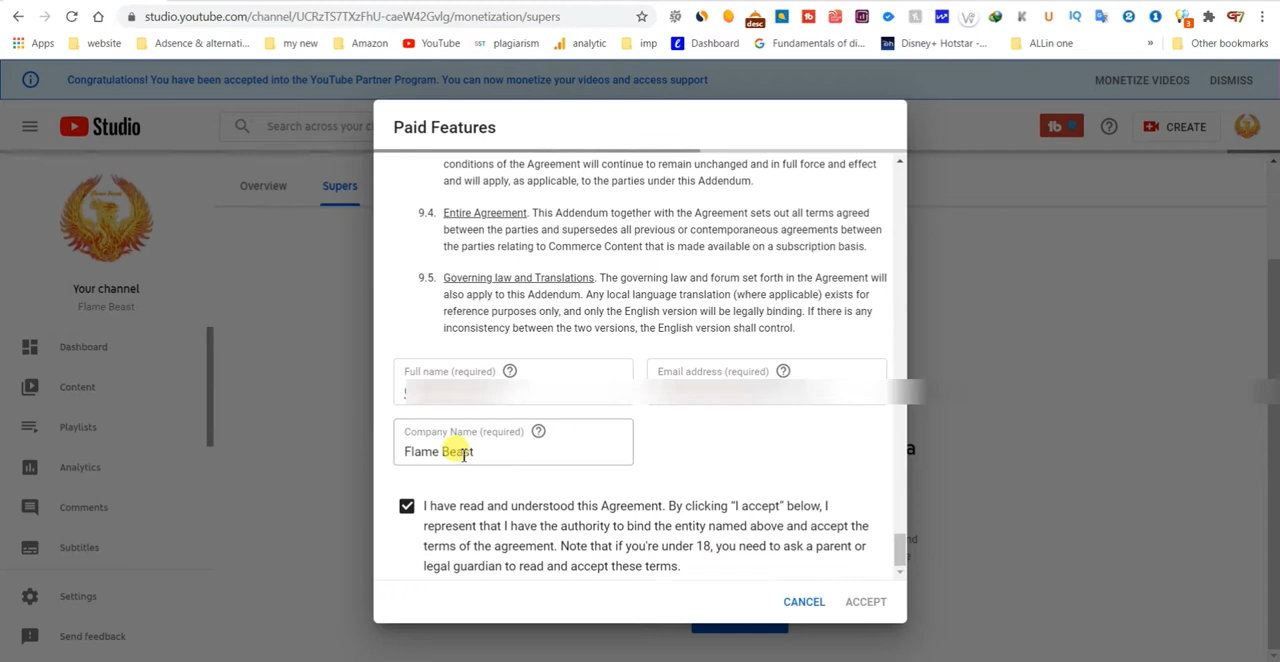 studio.youtube.com/channel/UCRzTS7TXzFhU-caeW42GvIg/monetization/supers
Apps website Adsence & alternati... my new Amazon YouTube SST plagiarism analytic imp Dashboard Fundamentals of di... Disney+ Hotstar -... ALLin one » Other bookmarks
Congratulations! You have been accepted into the YouTube Partner Program. You can now monetize your videos and access support MONETIZE VIDEOS DISMISS
Studio Search across your c tb CREATE
Paid Features
Overview Supers
Your channel
Flame Beast
Dashboard
Content
Playlists
Analytics
Comments
Subtitles
Settings
Send feedback
conditions of the Agreement will continue to remain unchanged and in full force and effect
and will apply, as applicable, to the parties under this Addendum.
9.4. Entire Agreement. This Addendum together with the Agreement sets out all terms agreed
between the parties and supersedes all previous or contemporaneous agreements between
the parties relating to Commerce Content that is made available on a subscription basis.
9.5. Governing law and Translations. The governing law and forum set forth in the Agreement will
also apply to this Addendum. Any local language translation (where applicable) exists for
reference purposes only, and only the English version will be legally binding. If there is any
inconsistency between the two versions, the English version shall control.
Full name (required) Email address (required)
Company Name (required)
Flame Beast
I have read and understood this Agreement. By clicking “I accept” below, I
represent that I have the authority to bind the entity named above and accept the
terms of the agreement. Note that if you're under 18, you need to ask a parent or
legal guardian to read and accept these terms.
CANCEL ACCEPT